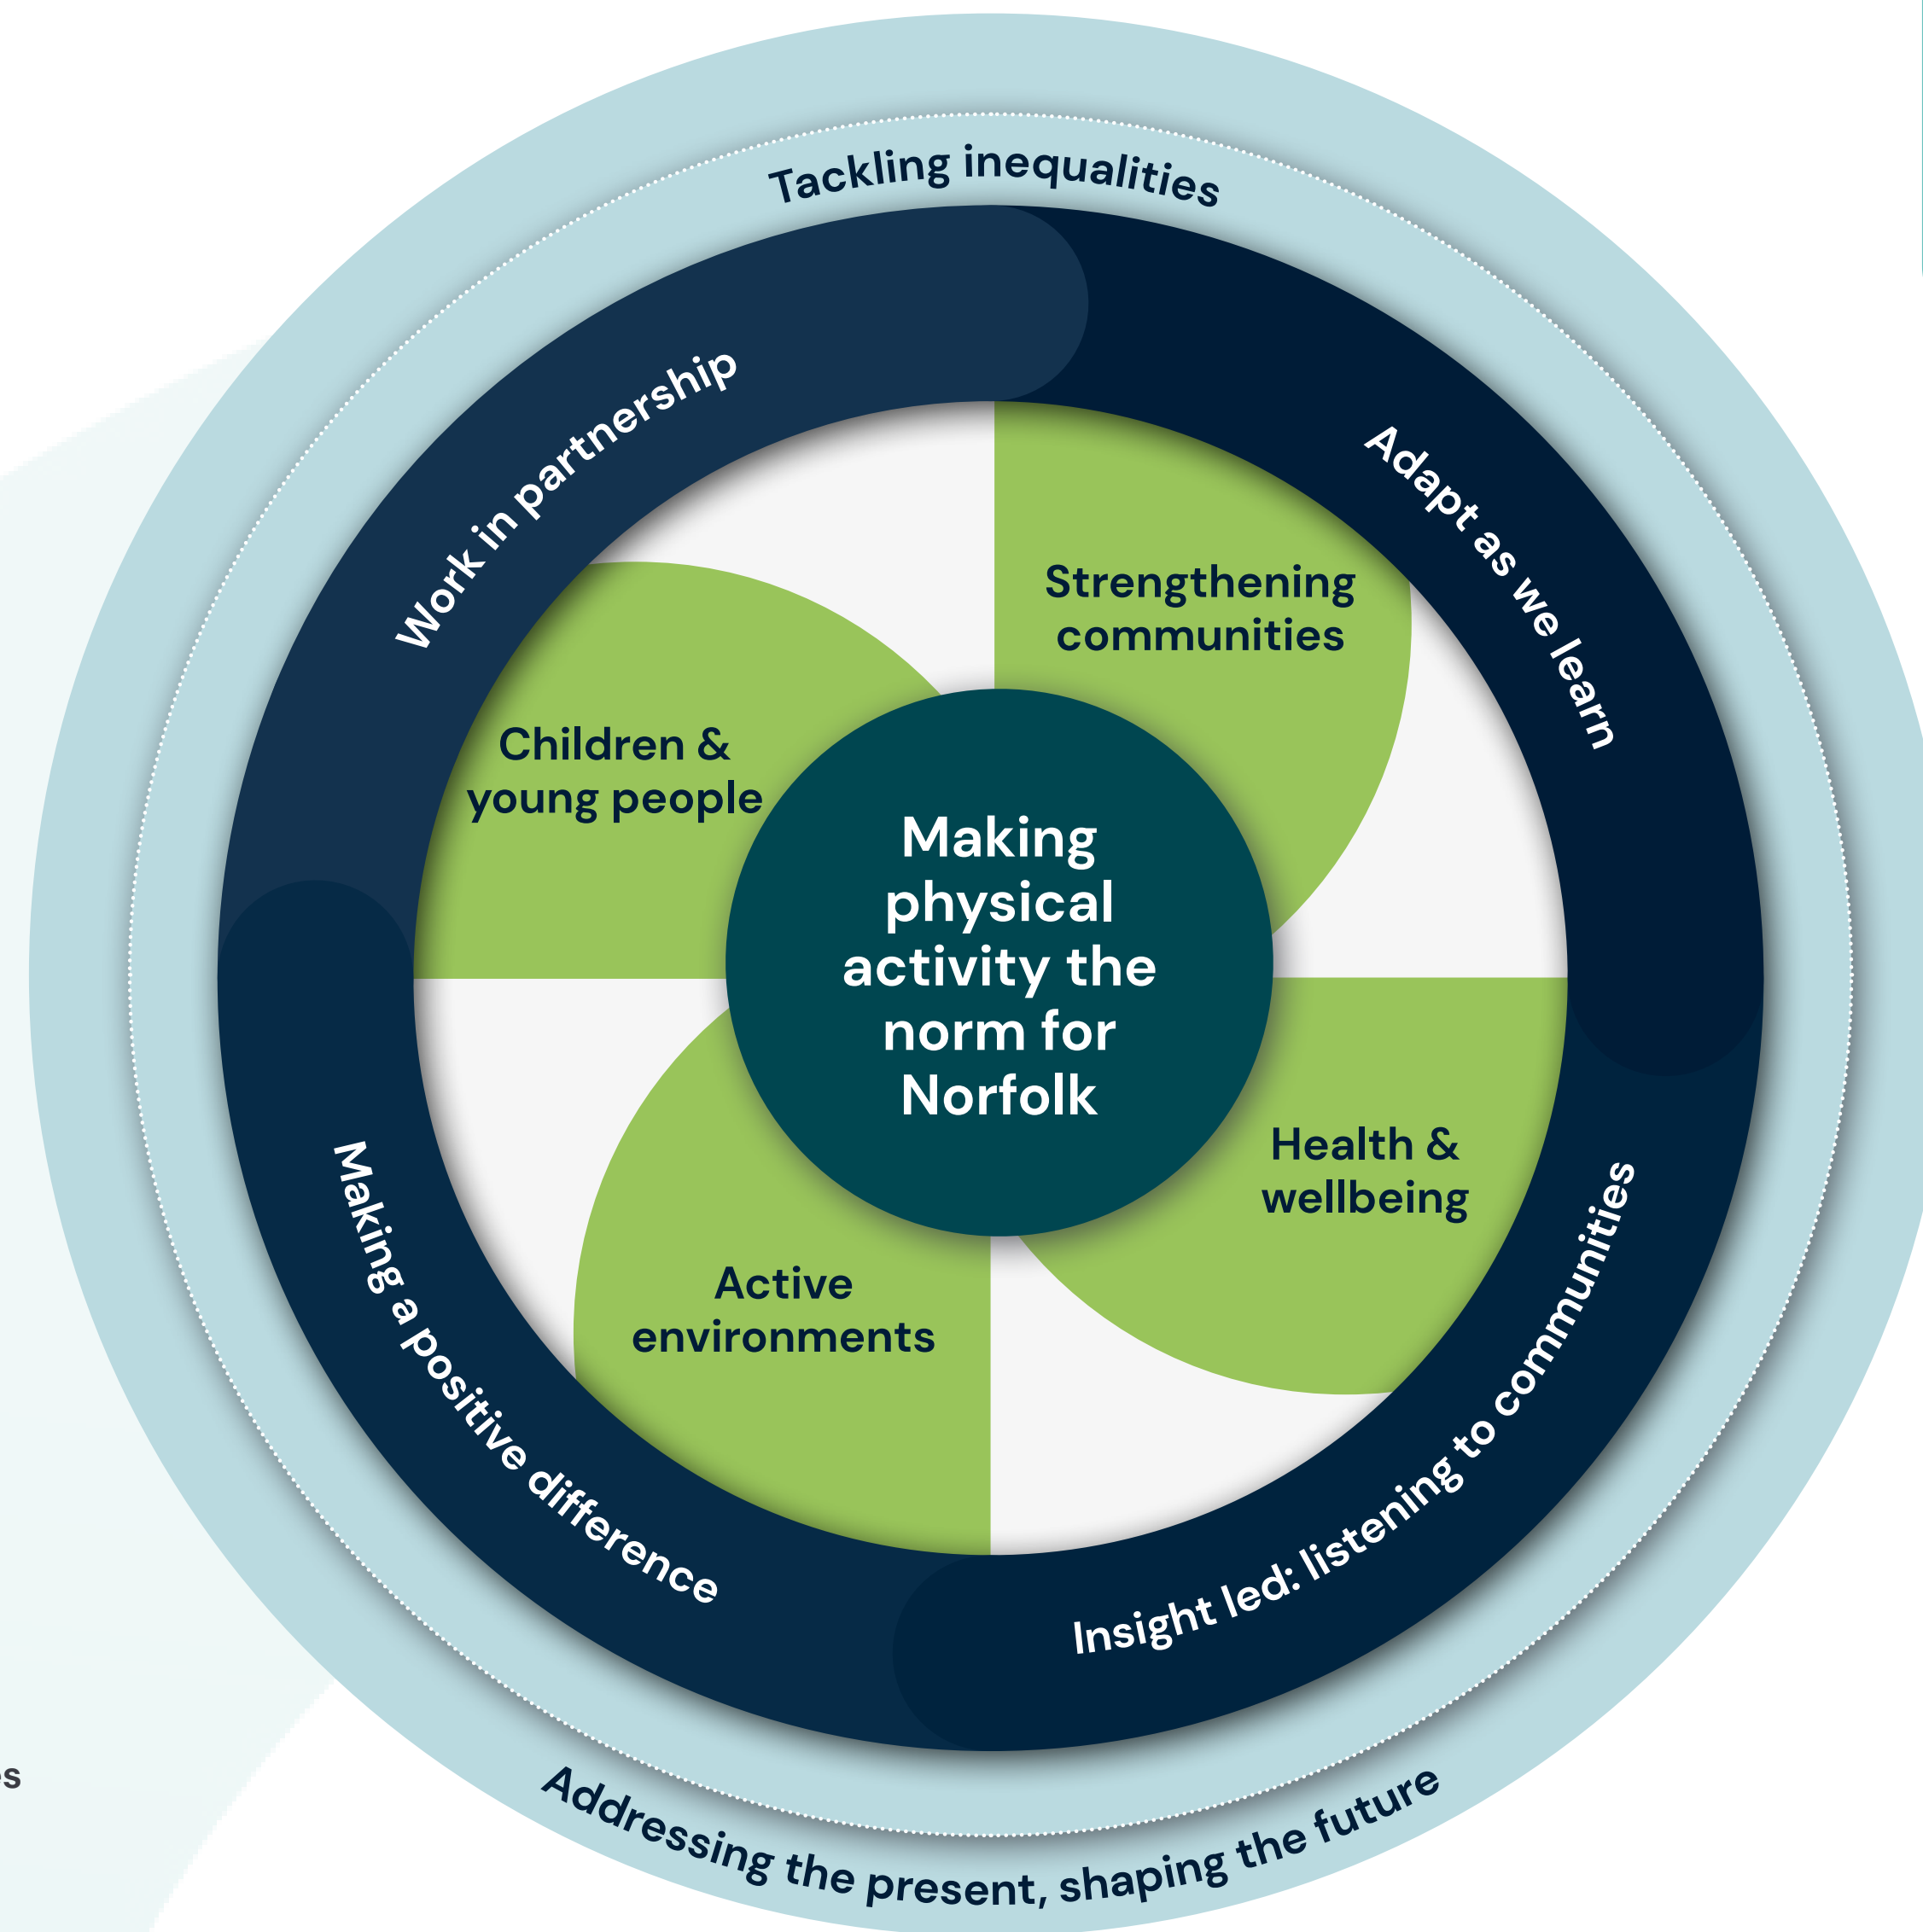 Tackling inequalities
Work in partnership
Adapt as we learn
Strengthening
communities
Children &
young people
Making
physical
activity the
norm for
Norfolk
Health &
wellbeing
Active
environments
Making a positive difference
Insight led: listening to communities
Addressing the present, shaping the future